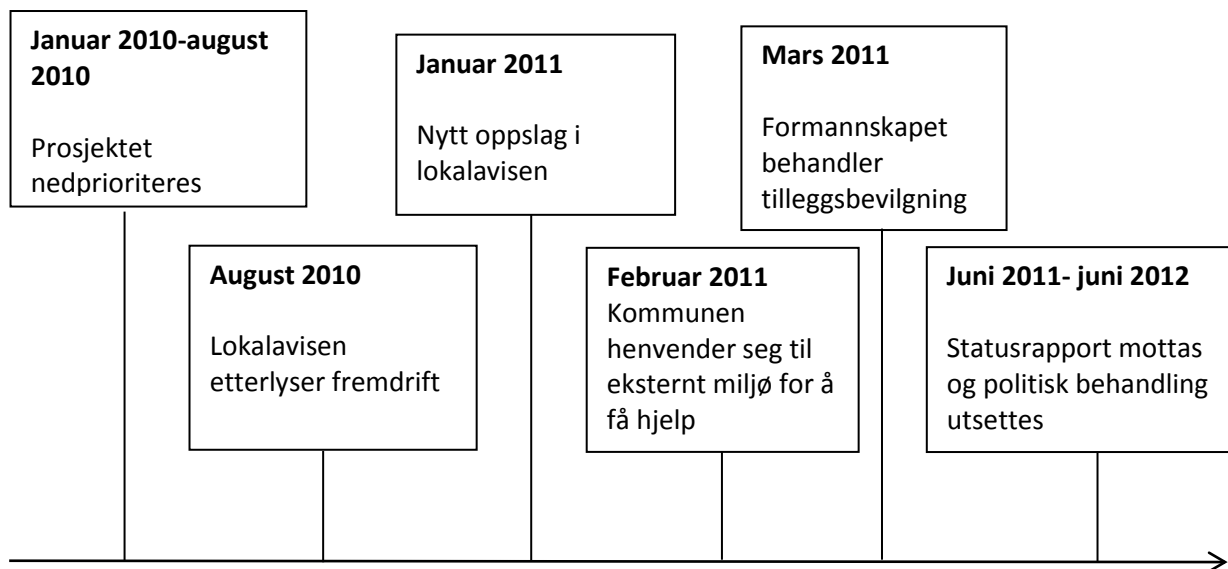 Januar 2010-august
2010
Prosjektet
nedprioriteres
August 2010
Lokalavisen
etterlyser fremdrift
Januar 2011
Nytt oppslag i
lokalavisen
Februar 2011
Kommunen
henvender seg til
eksternt miljø for å
få hjelp
Mars 2011
Formannskapet
behandler
tilleggsbevilgning
Juni 2011- juni 2012
Statusrapport mottas
og politisk behandling
utsettes